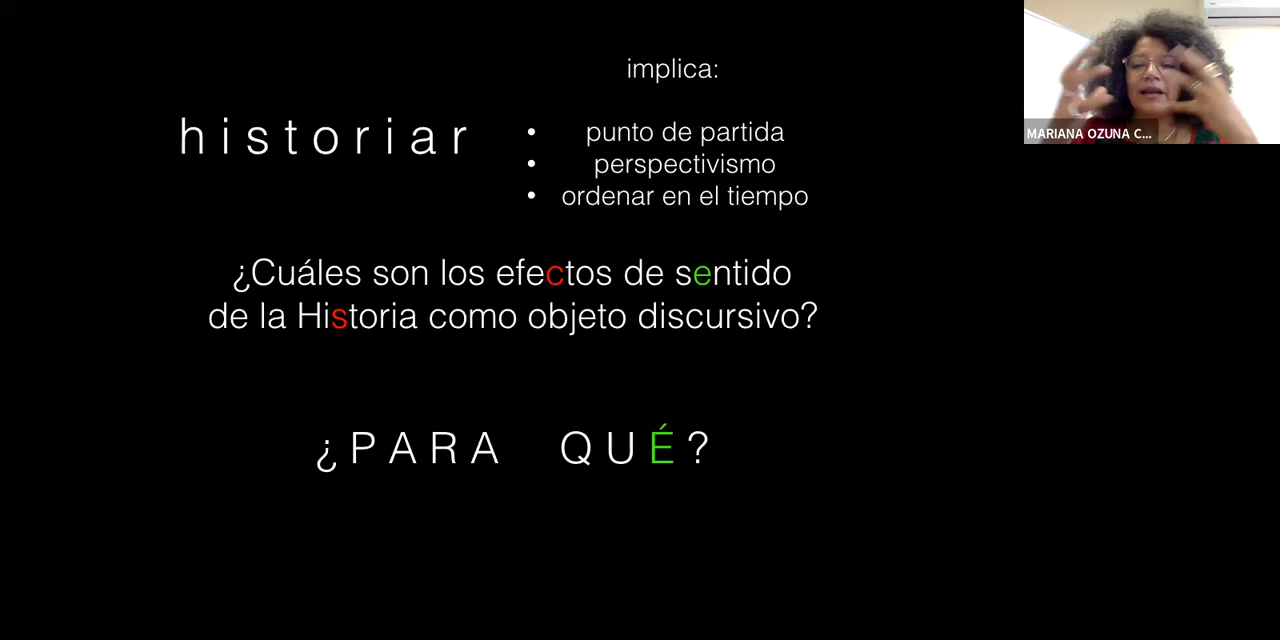 implica:
historiar
• punto de partida
• perspectivismo
• ordenar en el tiempo
¿Cuáles son los efectos de sentido
de la Historia como objeto discursivo?
¿PARA QUÉ?
MARIANA OZUNA C...